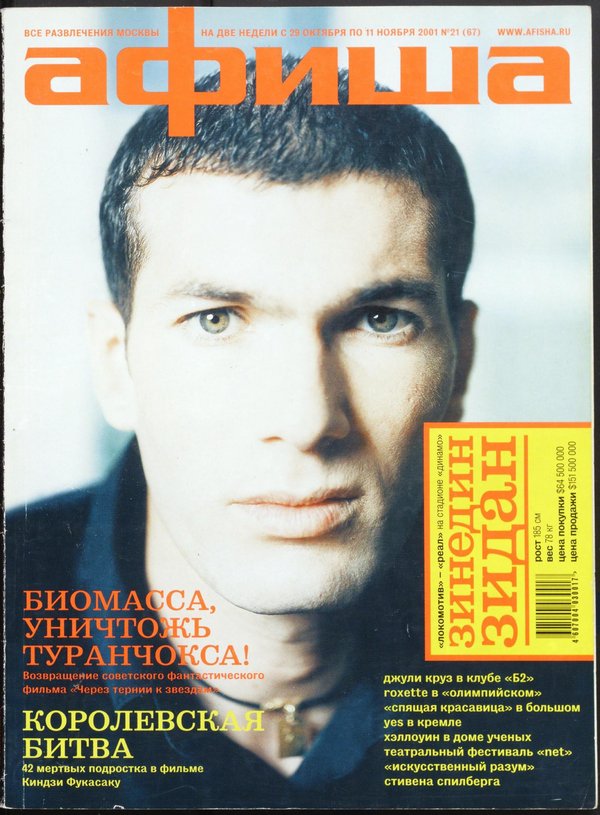 ВСЕ РАЗВЛЕЧЕНИЯ МОСКВЫ
НА ДВЕ НЕДЕЛИ С 29 ОКТЯБРЯ ПО 11 НОЯБРЯ 2001 №21 (67)
WWW.AFISHA.RU
афиша
«локомотив» – «реал» на стадионе «динамо»
зинедин
зидан
рост 185 см
вес 78 кг
цена покупки $64 500 000
цена продажи $151 500 000
4 607004 030017
БИОМАССА,
УНИЧТОЖЬ
ТУРАНЧОКСА!
Возвращение советского фантастического
фильма «Через тернии к звездам»
КОРОЛЕВСКАЯ
БИТВА
42 мертвых подростка в фильме
Киндзи Фукасаку
джули круз в клубе «Б2»
roxette в «олимпийском»
«спящая красавица» в большом
yes в кремле
хэллоуин в доме ученых
театральный фестиваль «net»
«искусственный разум»
стивена спилберга